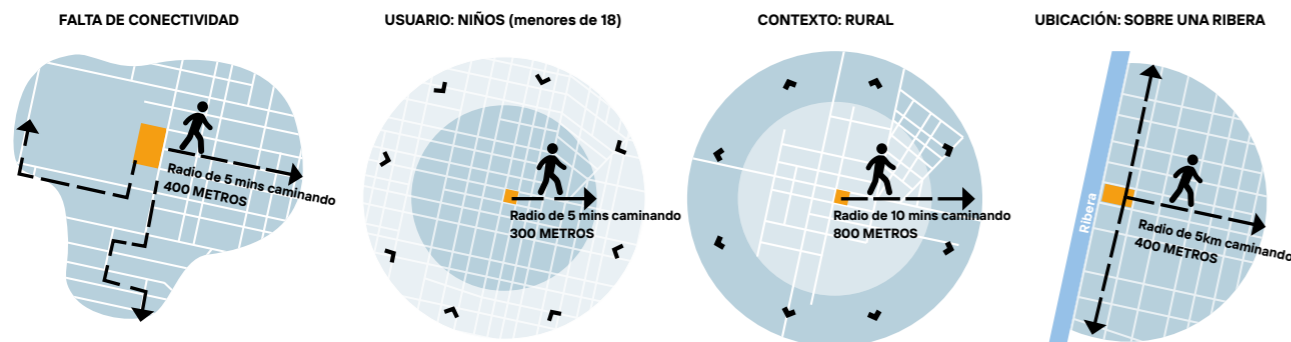 FALTA DE CONECTIVIDAD
Radio de 5 mins caminando
400 METROS
USUARIO: NIÑOS (menores de 18)
Radio de 5 mins caminando
300 METROS
CONTEXTO: RURAL
Radio de 10 mins caminando
800 METROS
UBICACIÓN: SOBRE UNA RIBERA
Ribera
Radio de 5km caminando
400 METROS